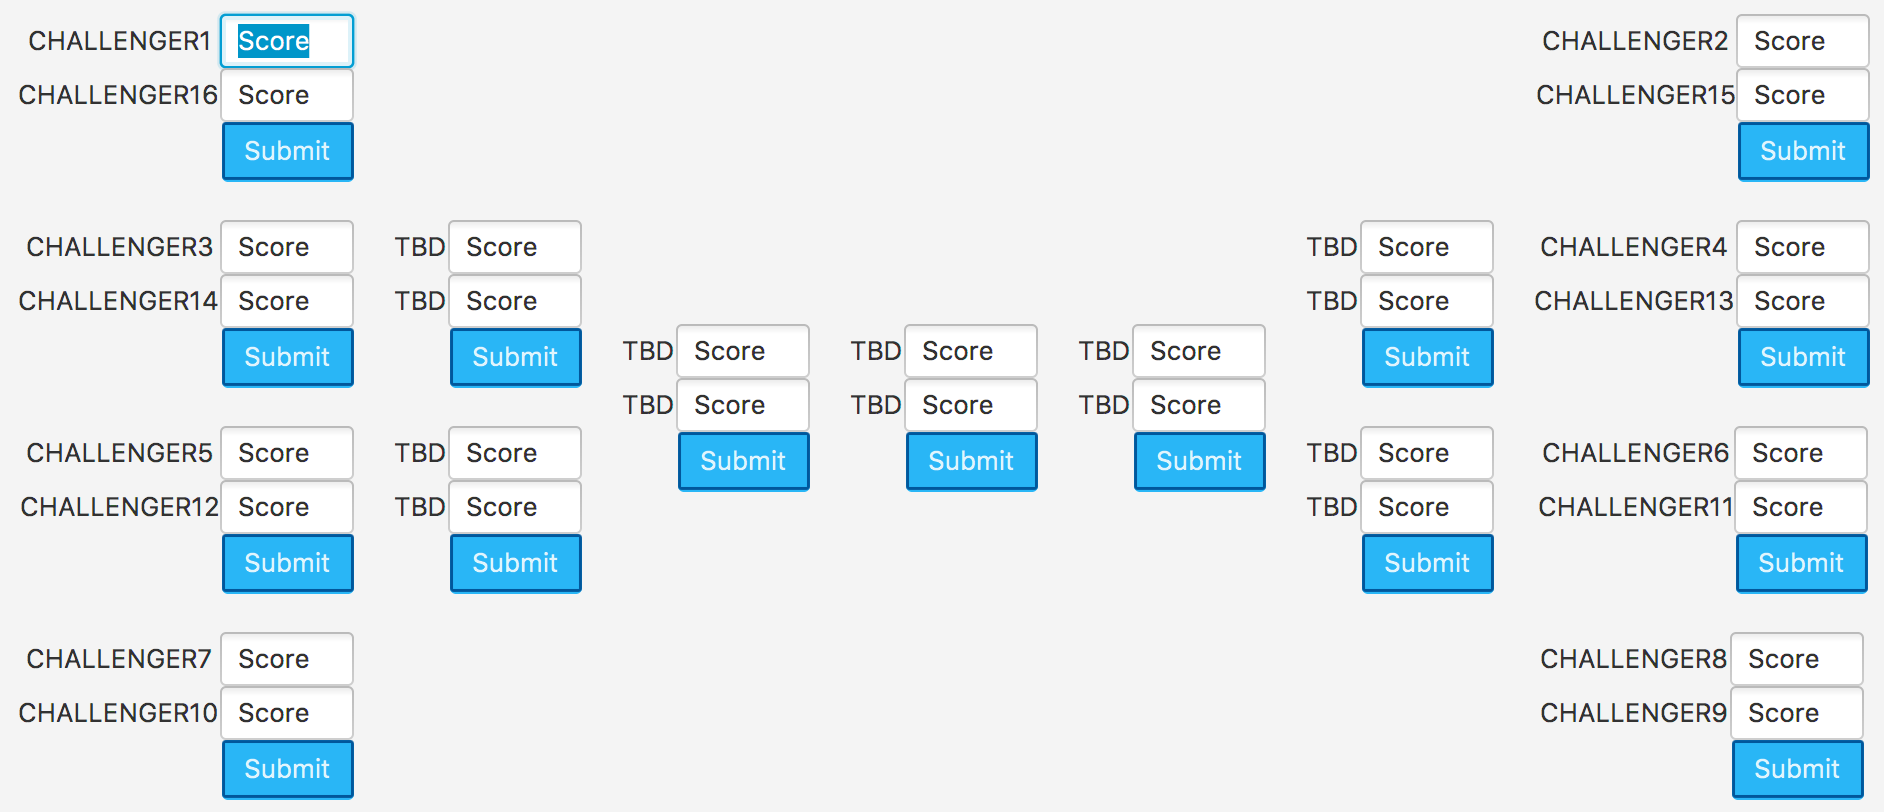 CHALLENGER1 Score CHALLENGER2 Score
CHALLENGER16 Score CHALLENGER15 Score
Submit Submit
CHALLENGER3 Score TBD Score TBD Score CHALLENGER4 Score
CHALLENGER14 Score TBD Score TBD Score CHALLENGER13 Score
Submit Submit Submit Submit
TBD Score TBD Score TBD Score
TBD Score TBD Score TBD Score
Submit Submit Submit
CHALLENGER5 Score TBD Score TBD Score CHALLENGER6 Score
CHALLENGER12 Score TBD Score TBD Score CHALLENGER11 Score
Submit Submit Submit Submit
CHALLENGER7 Score CHALLENGER8 Score
CHALLENGER10 Score CHALLENGER9 Score
Submit Submit